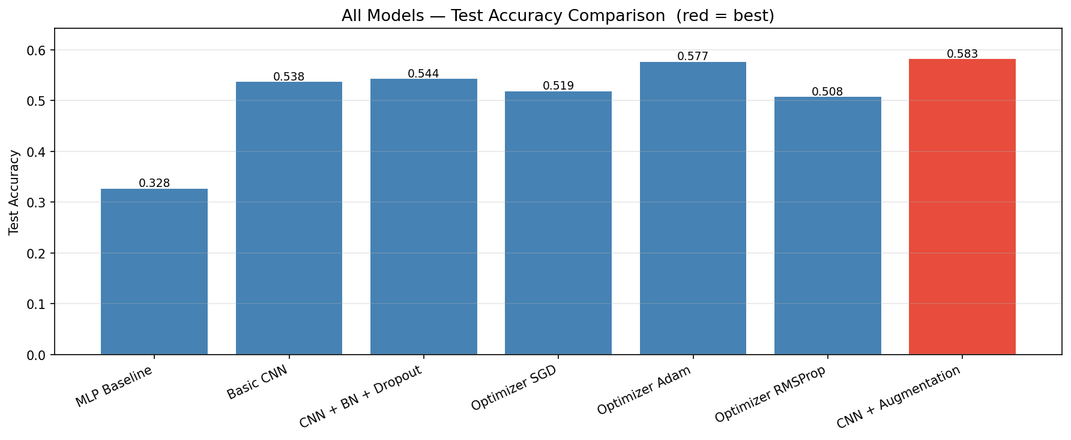 All Models — Test Accuracy Comparison  (red = best)
Test Accuracy
0.6
0.5
0.4
0.3
0.2
0.1
0.0
0.328
0.538
0.544
0.519
0.577
0.508
0.583
MLP Baseline
Basic CNN
CNN + BN + Dropout
Optimizer SGD
Optimizer Adam
Optimizer RMSProp
CNN + Augmentation